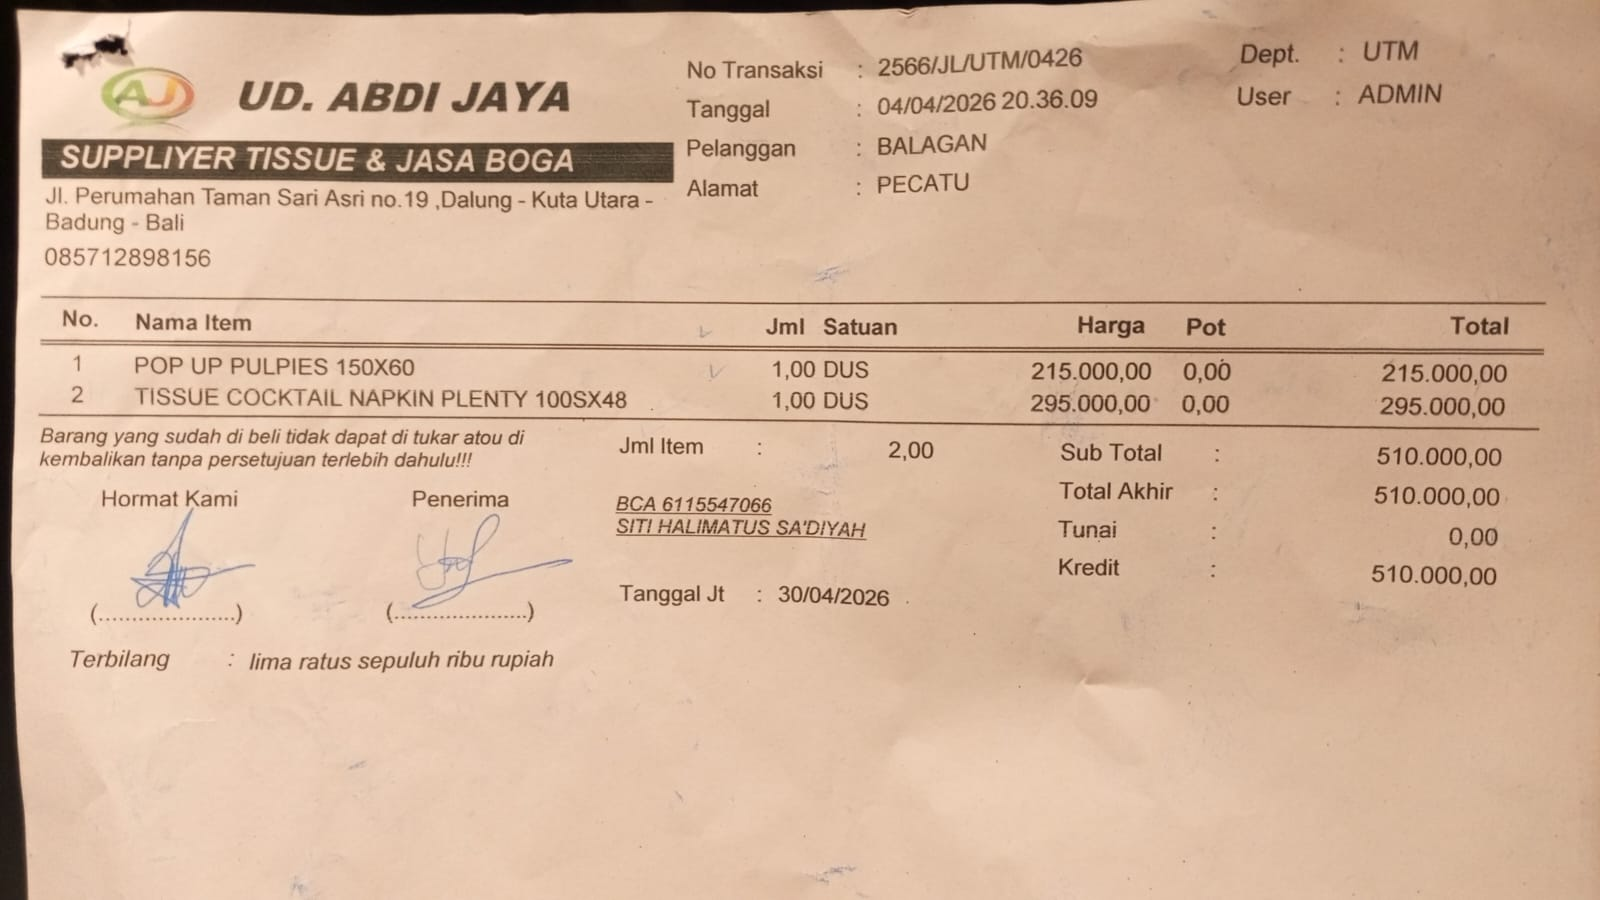 AJ UD. ABDI JAYA
SUPPLIYER TISSUE & JASA BOGA
Jl. Perumahan Taman Sari Asri no.19 ,Dalung - Kuta Utara -
Badung - Bali
085712898156
No Transaksi : 2566/JL/UTM/0426
Tanggal : 04/04/2026 20.36.09
Pelanggan : BALAGAN
Alamat : PECATU
Dept. : UTM
User : ADMIN
No. Nama Item Jml Satuan Harga Pot Total
1 POP UP PULPIES 150X60 1,00 DUS 215.000,00 0,00 215.000,00
2 TISSUE COCKTAIL NAPKIN PLENTY 100SX48 1,00 DUS 295.000,00 0,00 295.000,00
Barang yang sudah di beli tidak dapat di tukar atou di
kembalikan tanpa persetujuan terlebih dahulu!!!
Hormat Kami Penerima
(......................) (......................)
Jml Item : 2,00
BCA 6115547066
SITI HALIMATUS SA'DIYAH
Tanggal Jt : 30/04/2026
Sub Total : 510.000,00
Total Akhir : 510.000,00
Tunai : 0,00
Kredit : 510.000,00
Terbilang : lima ratus sepuluh ribu rupiah